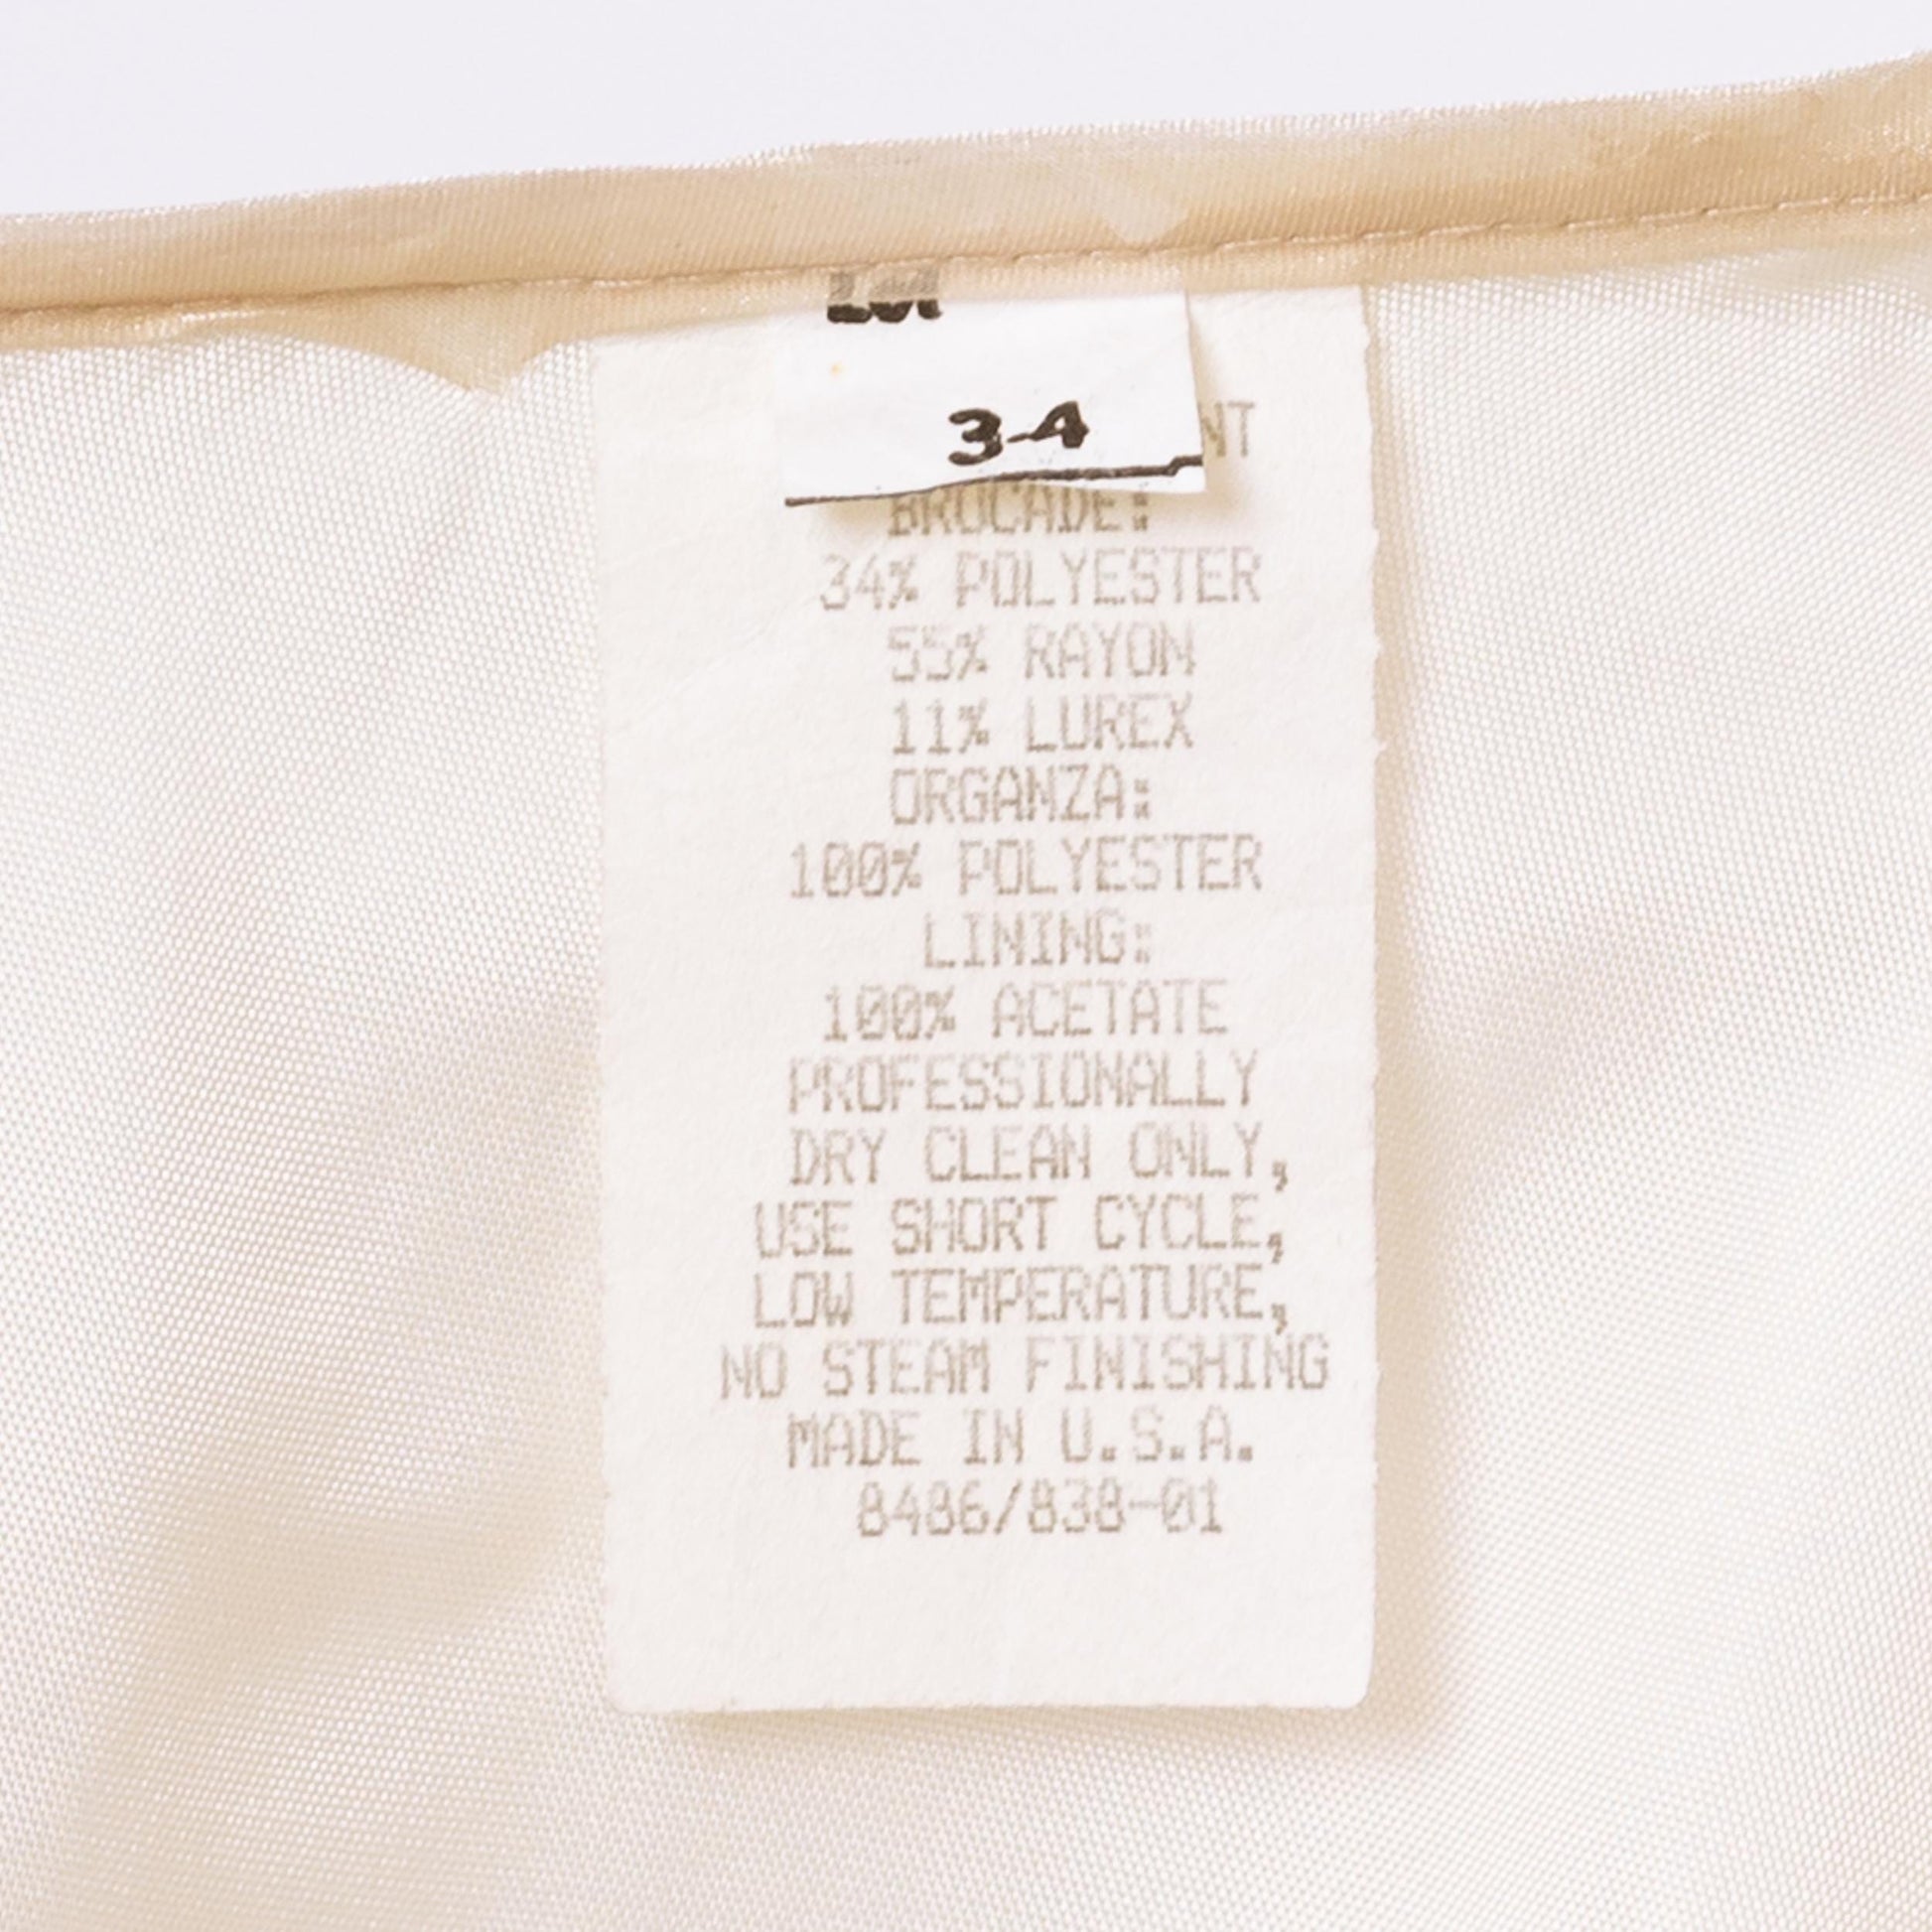 3-4
BROCADE:
34% POLYESTER
55% RAYON
11% LUREX
ORGANZA:
100% POLYESTER
LINING:
100% ACETATE
PROFESSIONALLY
DRY CLEAN ONLY,
USE SHORT CYCLE,
LOW TEMPERATURE,
NO STEAM FINISHING
MADE IN U.S.A.
8486/838-01